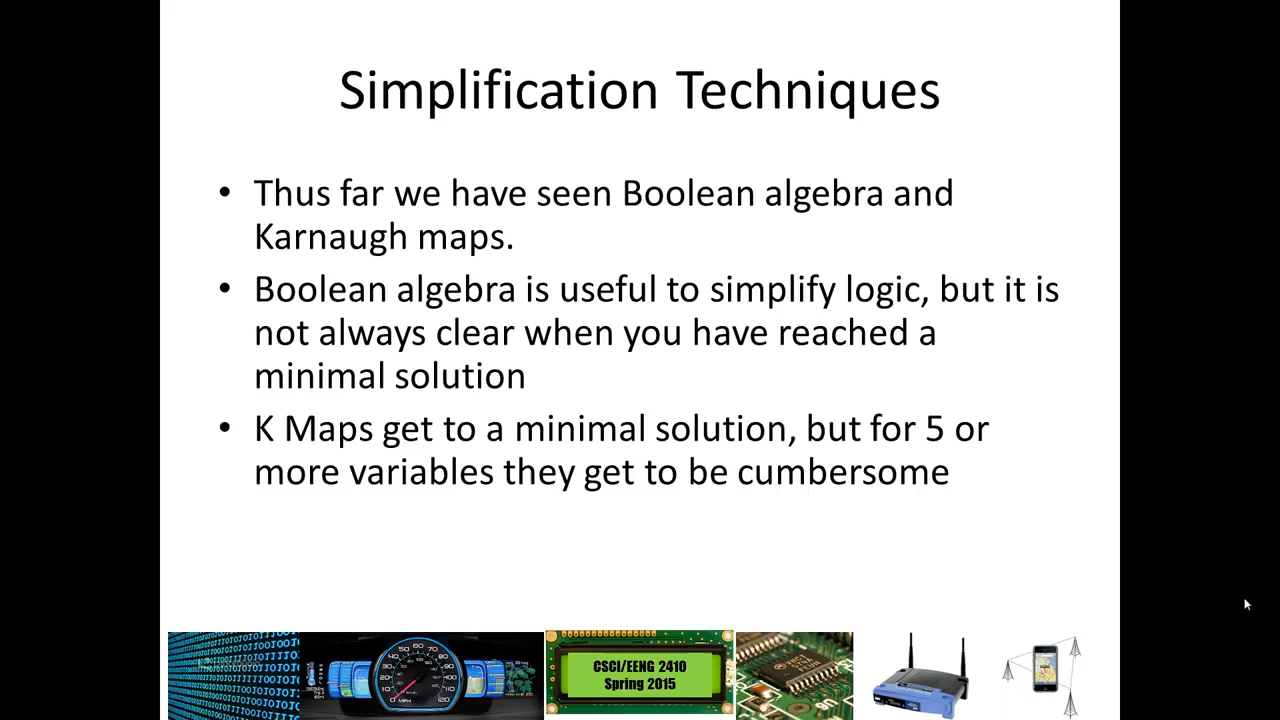 Simplification Techniques
• Thus far we have seen Boolean algebra and
Karnaugh maps.
• Boolean algebra is useful to simplify logic, but it is
not always clear when you have reached a
minimal solution
• K Maps get to a minimal solution, but for 5 or
more variables they get to be cumbersome
CSCI/EENG 2410
Spring 2015